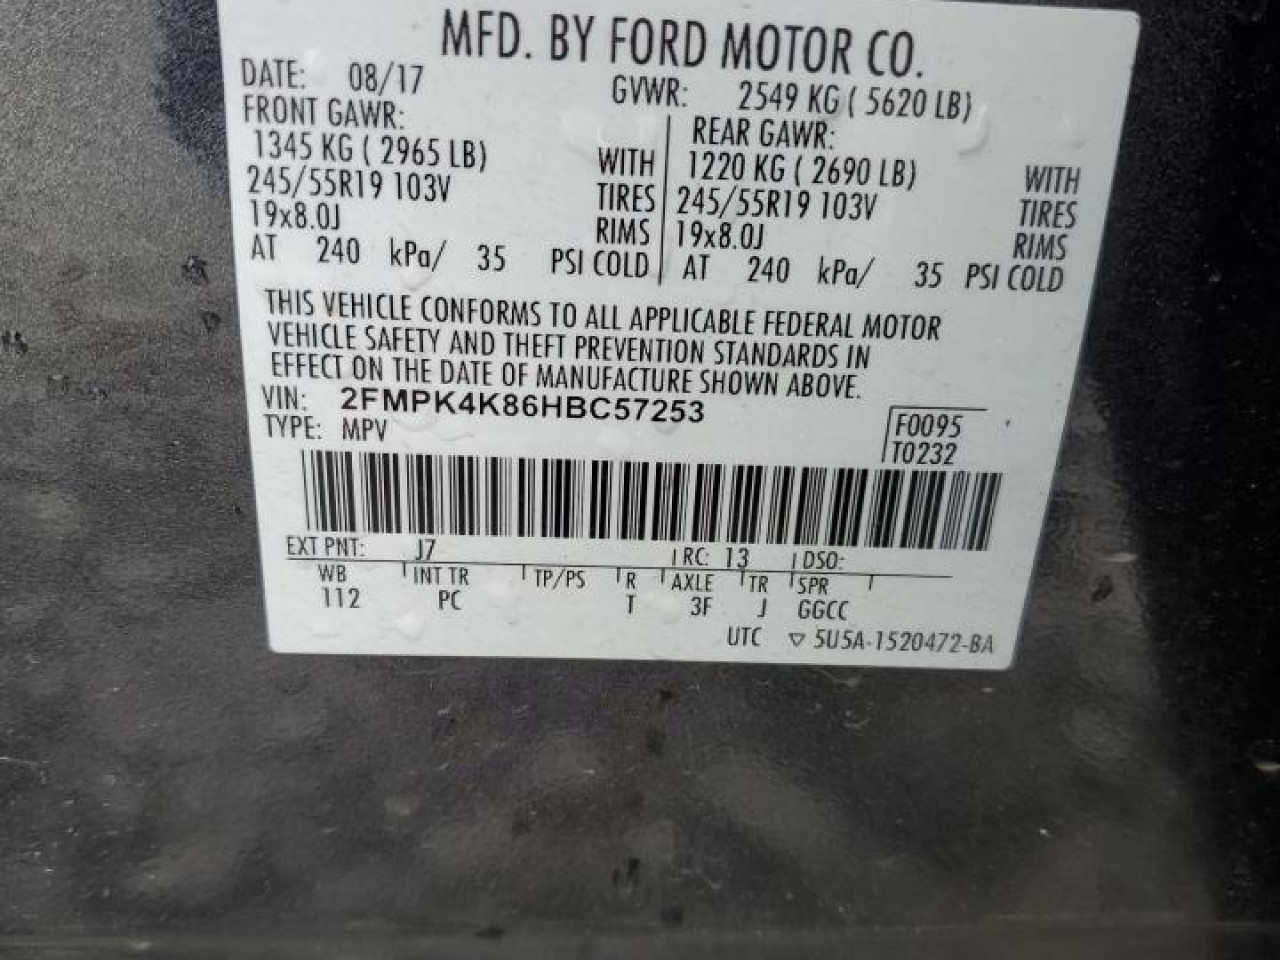 MFD. BY FORD MOTOR CO.
DATE: 08/17 GVWR: 2549 KG ( 5620 LB)
FRONT GAWR: REAR GAWR:
1345 KG ( 2965 LB) WITH 1220 KG ( 2690 LB) WITH
245/55R19 103V TIRES 245/55R19 103V TIRES
19x8.0J RIMS 19x8.0J RIMS
AT 240 kPa/ 35 PSI COLD AT 240 kPa/ 35 PSI COLD
THIS VEHICLE CONFORMS TO ALL APPLICABLE FEDERAL MOTOR
VEHICLE SAFETY AND THEFT PREVENTION STANDARDS IN
EFFECT ON THE DATE OF MANUFACTURE SHOWN ABOVE.
VIN: 2FMPK4K86HBC57253
TYPE: MPV
F0095
T0232
EXT PNT: J7 RC: 13 DSO:
WB INT TR TP/PS R AXLE TR SPR
112 PC T 3F J GGCC
UTC ▽ 5U5A-1520472-BA